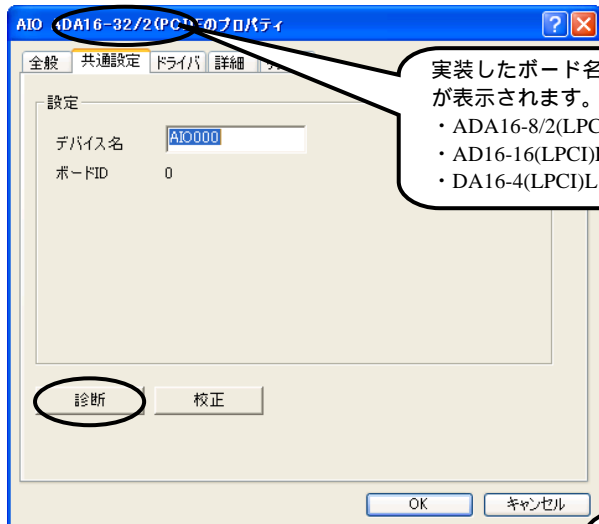 AIO ADA16-32/2(PCI)Fのプロパティ
全般 共通設定 ドライバ 詳細
実装したボード名
が表示されます。
・ADA16-8/2(LPC
・AD16-16(LPCI)
・DA16-4(LPCI)L
設定
デバイス名 AIO000
ボードID 0
診断 校正
OK キャンセル